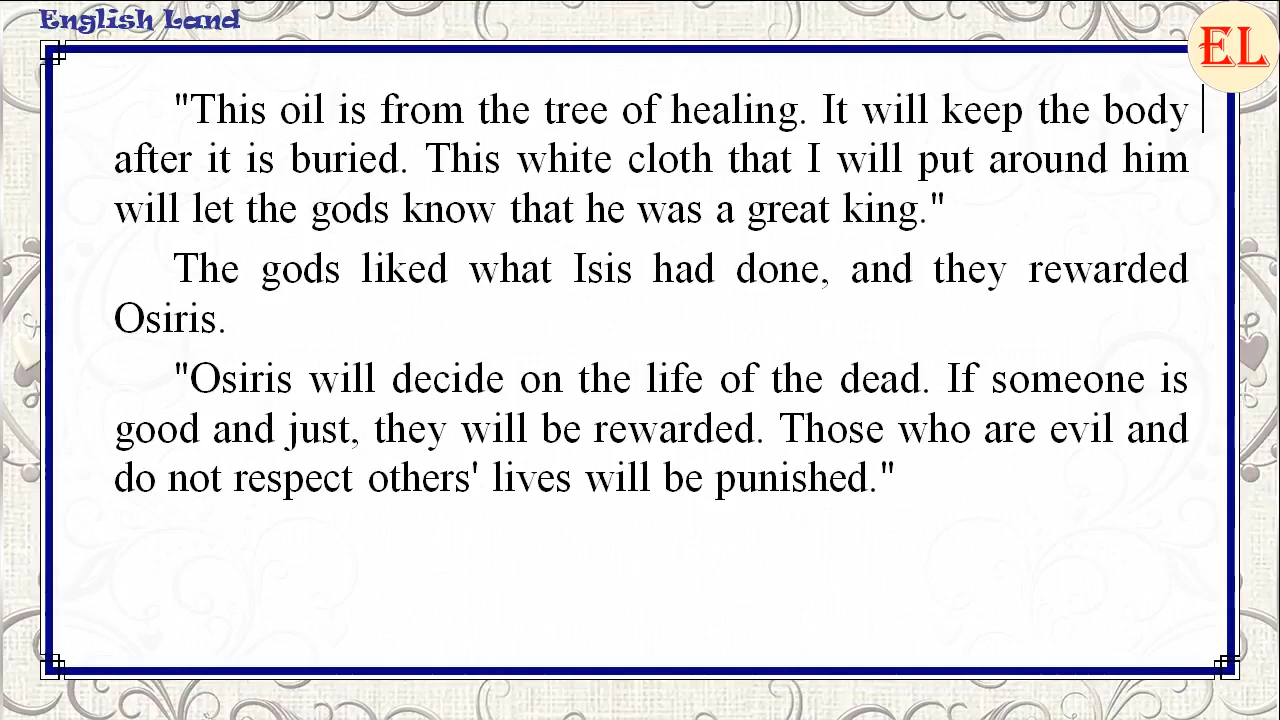 English Land
EL
"This oil is from the tree of healing. It will keep the body
after it is buried. This white cloth that I will put around him
will let the gods know that he was a great king."
The gods liked what Isis had done, and they rewarded
Osiris.
"Osiris will decide on the life of the dead. If someone is
good and just, they will be rewarded. Those who are evil and
do not respect others' lives will be punished."